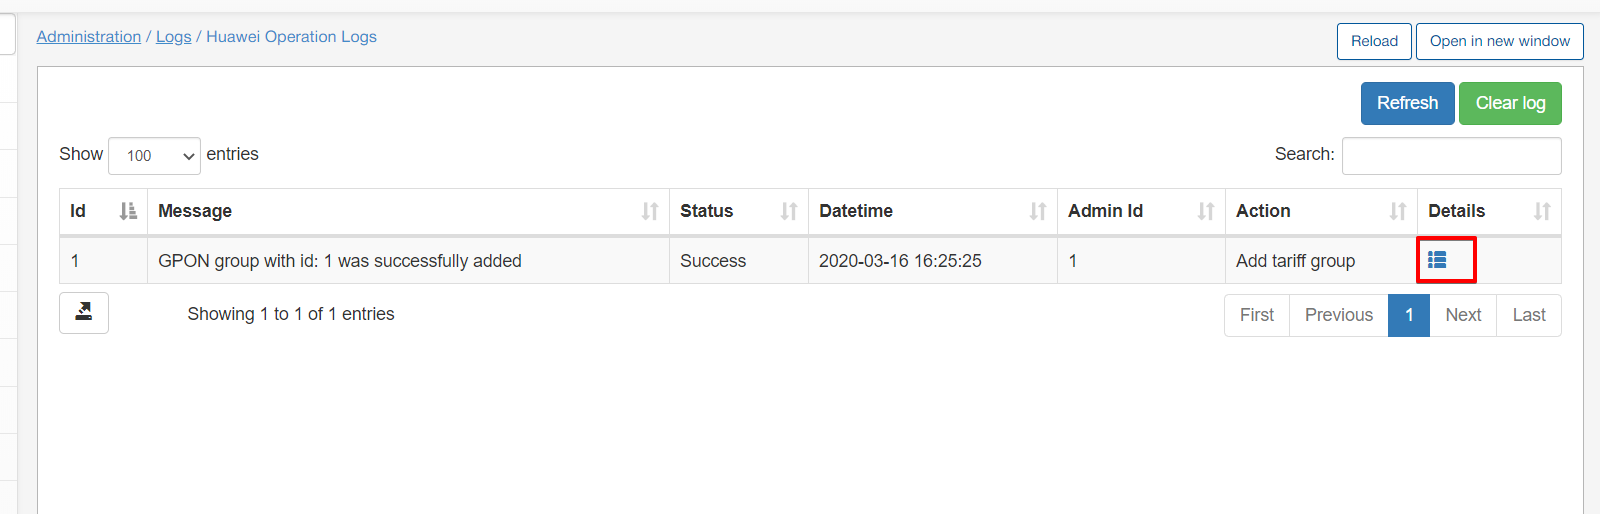 Administration / Logs / Huawei Operation Logs
Reload
Open in new window
Refresh
Clear log
Show 100 entries
Search:
Id Message Status Datetime Admin Id Action Details
1 GPON group with id: 1 was successfully added Success 2020-03-16 16:25:25 1 Add tariff group
Showing 1 to 1 of 1 entries
First Previous 1 Next Last